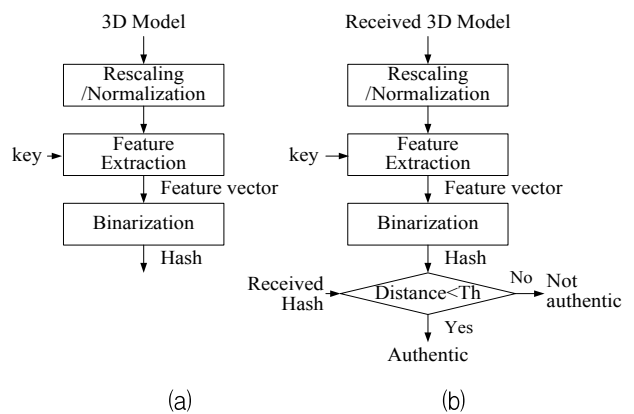 3D Model
Rescaling
/Normalization
key
Feature
Extraction
Feature vector
Binarization
Hash
(a)
Received 3D Model
Rescaling
/Normalization
key
Feature
Extraction
Feature vector
Binarization
Hash
Received
Hash
Distance<Th
No
Not
authentic
Yes
Authentic
(b)